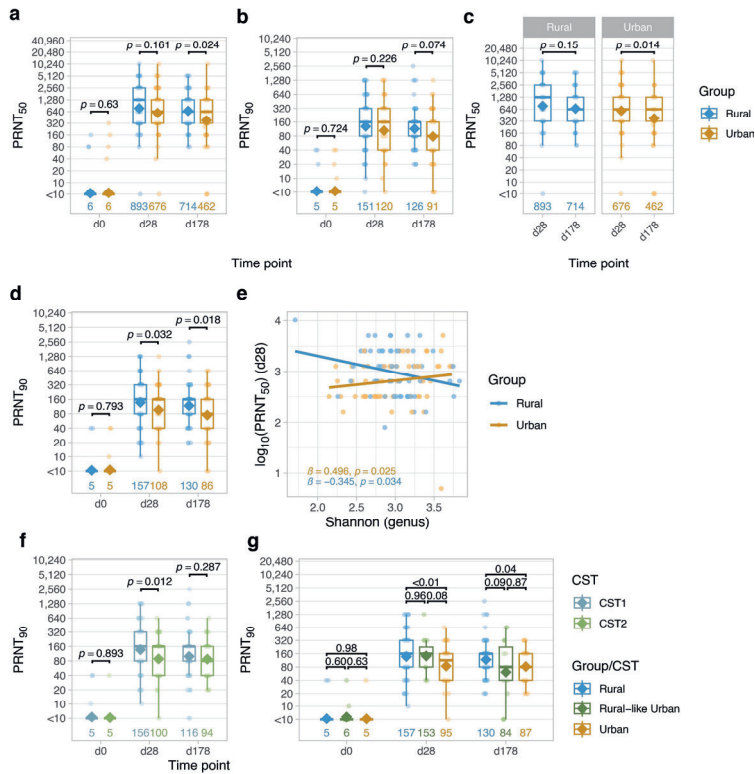 a
PRNT50
20,480
10,240
5,120
2,560
1,280
640
320
160
80
40
20
10
<10
p = 0.63
p = 0.161
p = 0.024
6 6 893 676 714 462
d0 d28 d178
b
PRNT90
10,240
5,120
2,560
1,280
640
320
160
80
40
20
10
<10
p = 0.724
p = 0.226
p = 0.074
5 5 151 120 126 91
d0 d28 d178
Time point
c
Rural Urban
PRNT50
20,480
10,240
5,120
2,560
1,280
640
320
160
80
40
20
10
<10
p = 0.15
p = 0.014
893 714 676 462
d28 d178 d28 d178
Time point
Group
Rural
Urban
d
PRNT90
10,240
5,120
2,560
1,280
640
320
160
80
40
20
10
<10
p = 0.793
p = 0.032
p = 0.018
5 5 157 108 130 86
d0 d28 d178
e
log10(PRNT50) (d28)
4
3
2
1
ß = 0.496, p = 0.025
ß = −0.345, p = 0.034
2.0 2.5 3.0 3.5
Shannon (genus)
Group
Rural
Urban
f
PRNT90
10,240
5,120
2,560
1,280
640
320
160
80
40
20
10
<10
p = 0.893
p = 0.012
p = 0.287
5 5 156 100 116 94
d0 d28 d178
Time point
g
PRNT90
20,480
10,240
5,120
2,560
1,280
640
320
160
80
40
20
10
<10
0.98
0.60 0.63
<0.01
0.96 0.08
0.04
0.09 0.87
5 6 5 157 153 95 130 84 87
d0 d28 d178
CST
CST1
CST2
Group/CST
Rural
Rural−like Urban
Urban